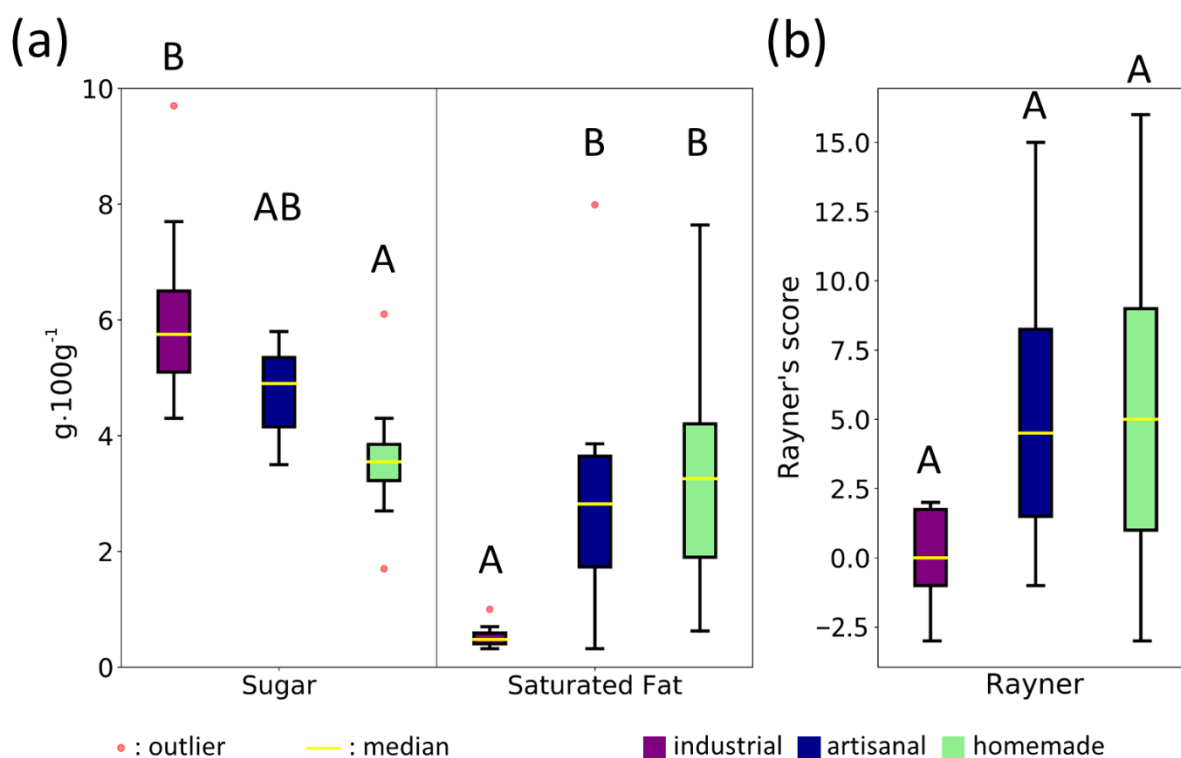 (a)
B
AB
A
A
B
B
10
8
6
4
2
0
g·100g⁻¹
Sugar
Saturated Fat
(b)
A
A
A
15.0
12.5
10.0
7.5
5.0
2.5
0.0
−2.5
Rayner's score
Rayner
: outlier
: median
industrial
artisanal
homemade